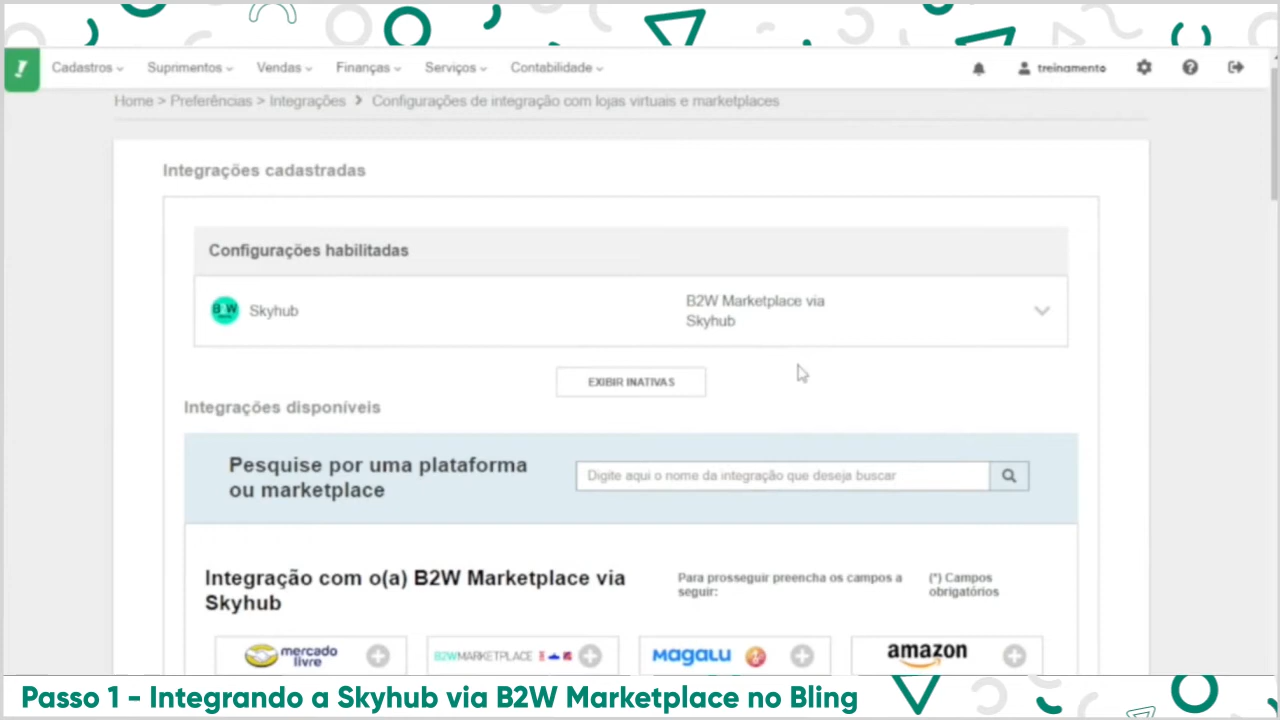 Cadastros Suprimentos Vendas Finanças Serviços Contabilidade treinamento
Home > Preferências > Integrações > Configurações de integração com lojas virtuais e marketplaces
Integrações cadastradas
Configurações habilitadas
B2W Skyhub
B2W Marketplace via
Skyhub
EXIBIR INATIVAS
Integrações disponíveis
Pesquise por uma plataforma
ou marketplace
Digite aqui o nome da integração que deseja buscar
Integração com o(a) B2W Marketplace via
Skyhub
Para prosseguir preencha os campos a
seguir:
(*) Campos
obrigatórios
mercado
livre
B2WMARKETPLACE
MAGALU
amazon
Passo 1 - Integrando a Skyhub via B2W Marketplace no Bling